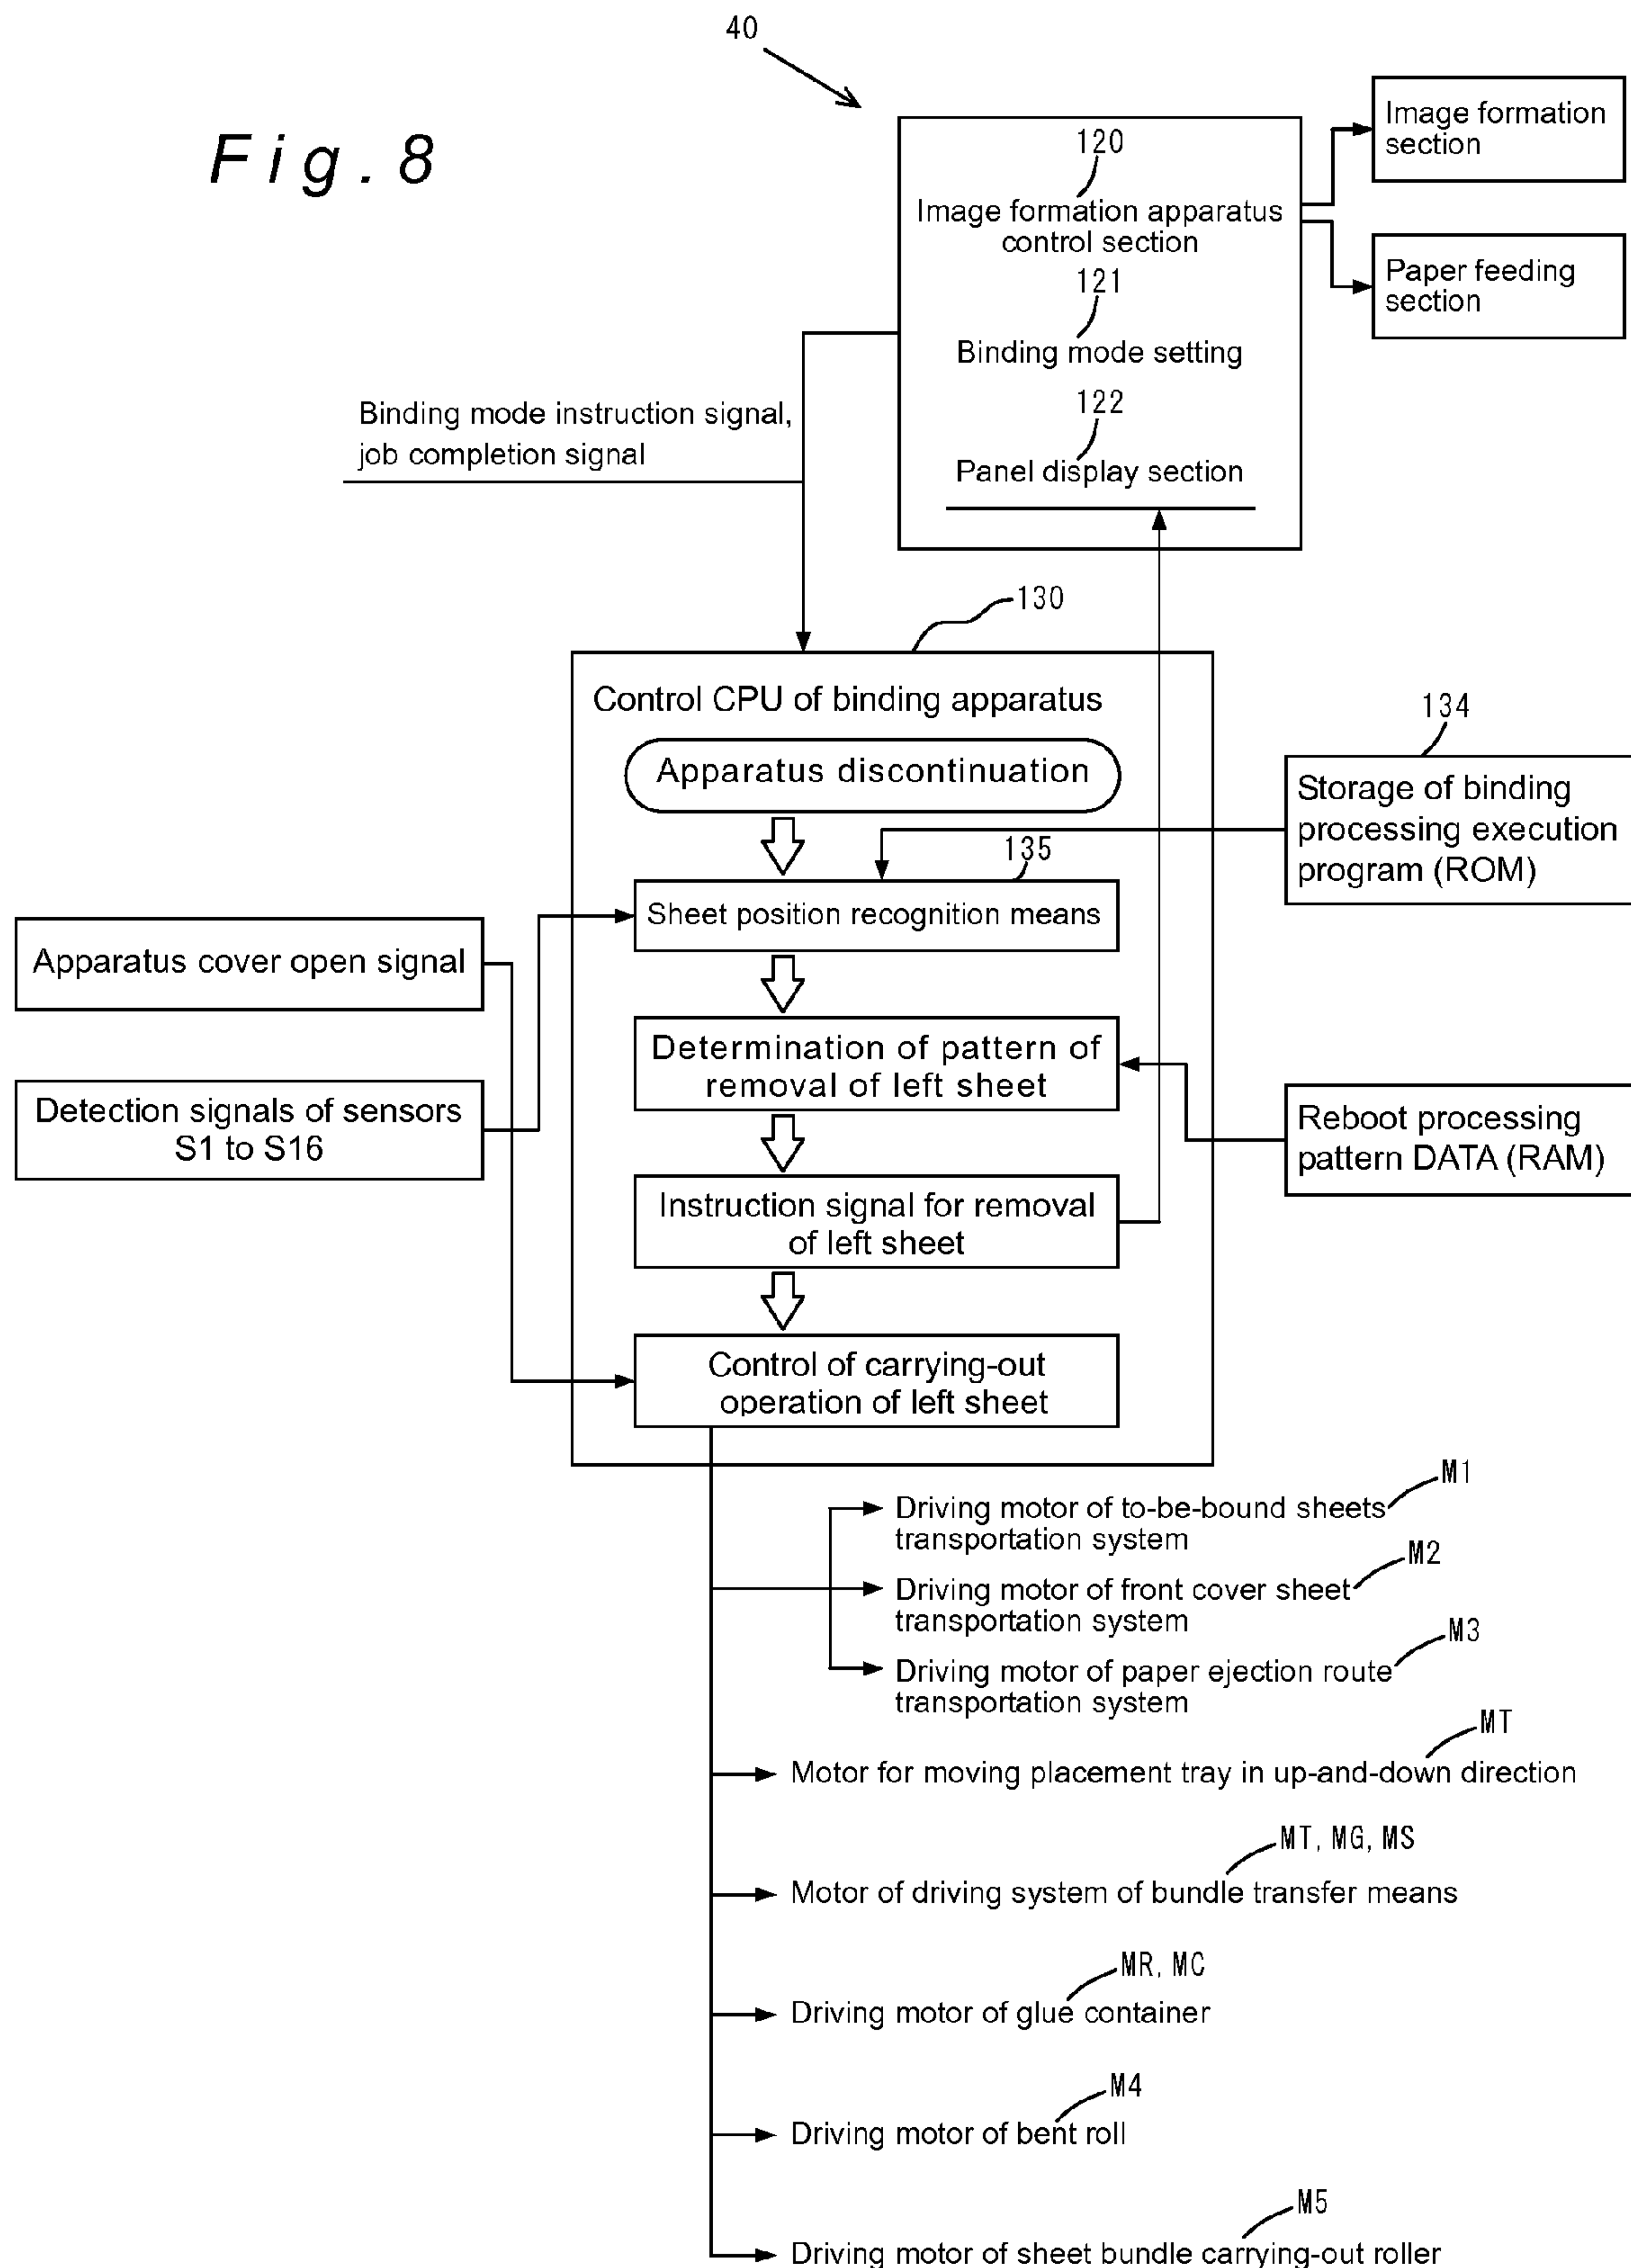 40
Fig. 8
Image formation
section
120
Image formation apparatus
control section
Paper feeding
section
121
Binding mode setting
122
Panel display section
Binding mode instruction signal,
job completion signal
130
Control CPU of binding apparatus
Apparatus discontinuation
134
Storage of binding
processing execution
program (ROM)
135
Sheet position recognition means
Apparatus cover open signal
Determination of pattern of
removal of left sheet
Detection signals of sensors
S1 to S16
Reboot processing
pattern DATA (RAM)
Instruction signal for removal
of left sheet
Control of carrying-out
operation of left sheet
M1
Driving motor of to-be-bound sheets
transportation system
M2
Driving motor of front cover sheet
transportation system
M3
Driving motor of paper ejection route
transportation system
MT
Motor for moving placement tray in up-and-down direction
MT, MG, MS
Motor of driving system of bundle transfer means
MR, MC
Driving motor of glue container
M4
Driving motor of bent roll
M5
Driving motor of sheet bundle carrying-out roller